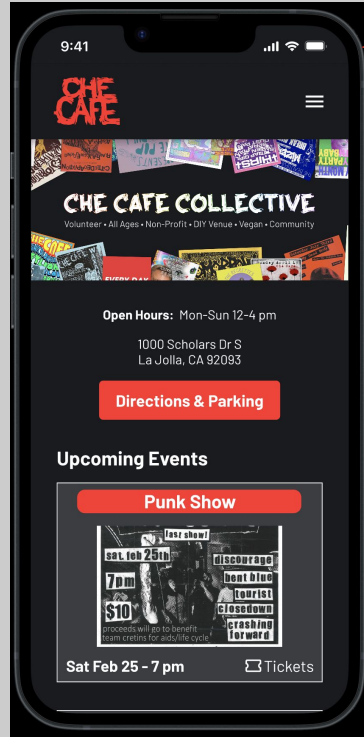 9:41
CHE
CAFE
CHE CAFE COLLECTIVE
Volunteer • All Ages • Non-Profit • DIY Venue • Vegan • Community
EVERY DAY
Open Hours: Mon-Sun 12-4 pm
1000 Scholars Dr S
La Jolla, CA 92093
Directions & Parking
Upcoming Events
Punk Show
last show!
sat. feb 25th
7pm
$10
discourage
bent blue
tourist
closedown
crashing
forward
proceeds will go to benefit
team cretins for aids/life cycle
Sat Feb 25 - 7 pm
Tickets